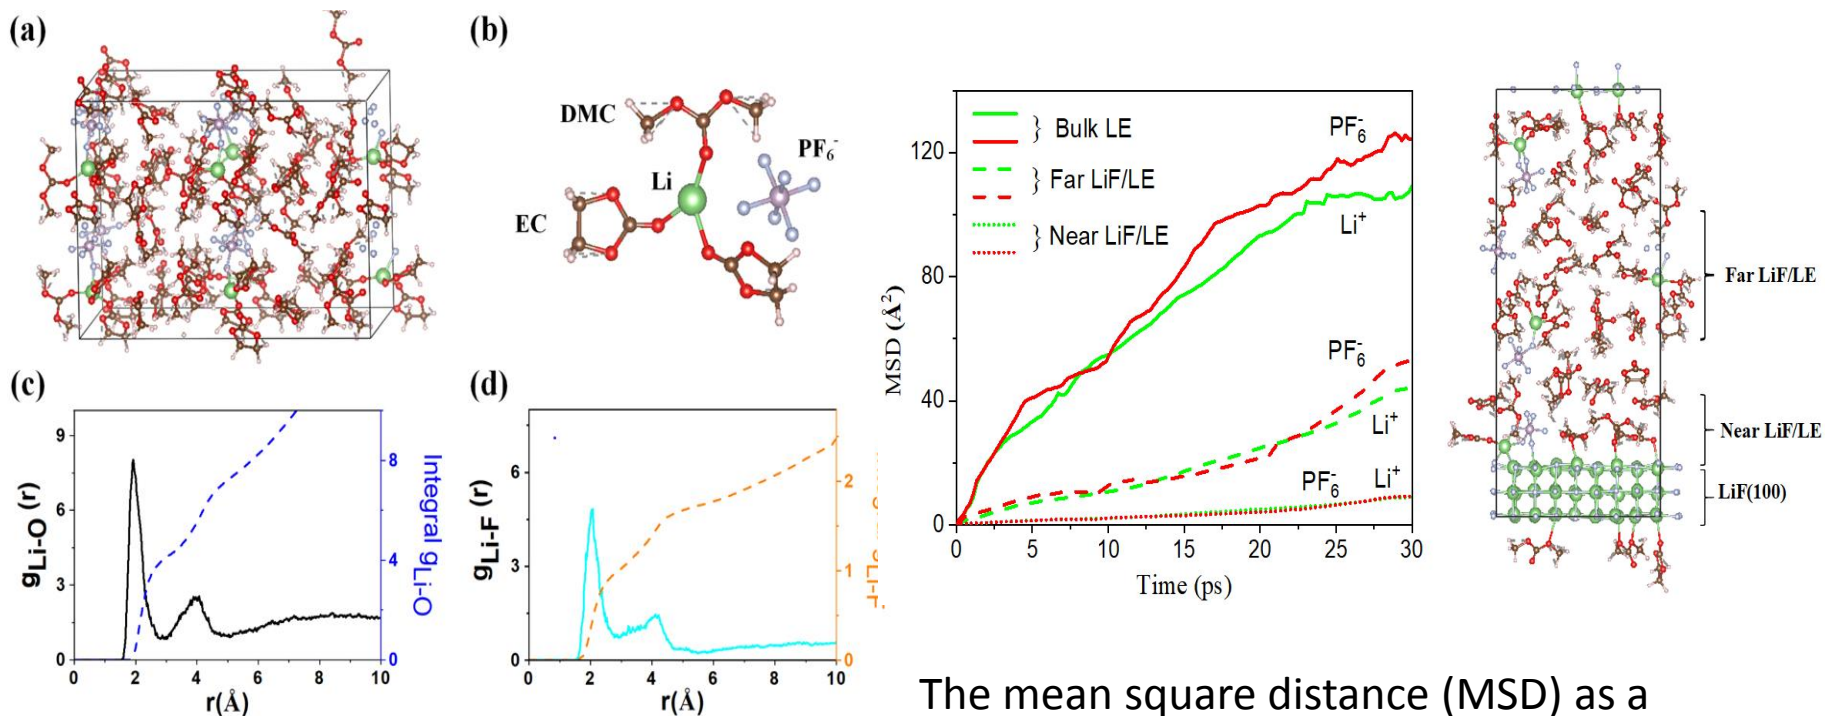 (a)
(b)
DMC
PF6-
Li
EC
(c)
(d)
gLi-O (r)
9
6
3
0
8
4
0
Integral gLi-O
0 2 4 6 8 10
r(Å)
gLi-F (r)
6
3
0
2
1
0
gLi-F
0 2 4 6 8 10
r(Å)
MSD (Å2)
120
80
40
0
} Bulk LE
} Far LiF/LE
} Near LiF/LE
PF6-
Li+
PF6-
Li+
PF6-
Li+
0 5 10 15 20 25 30
Time (ps)
Far LiF/LE
Near LiF/LE
LiF(100)
The mean square distance (MSD) as a